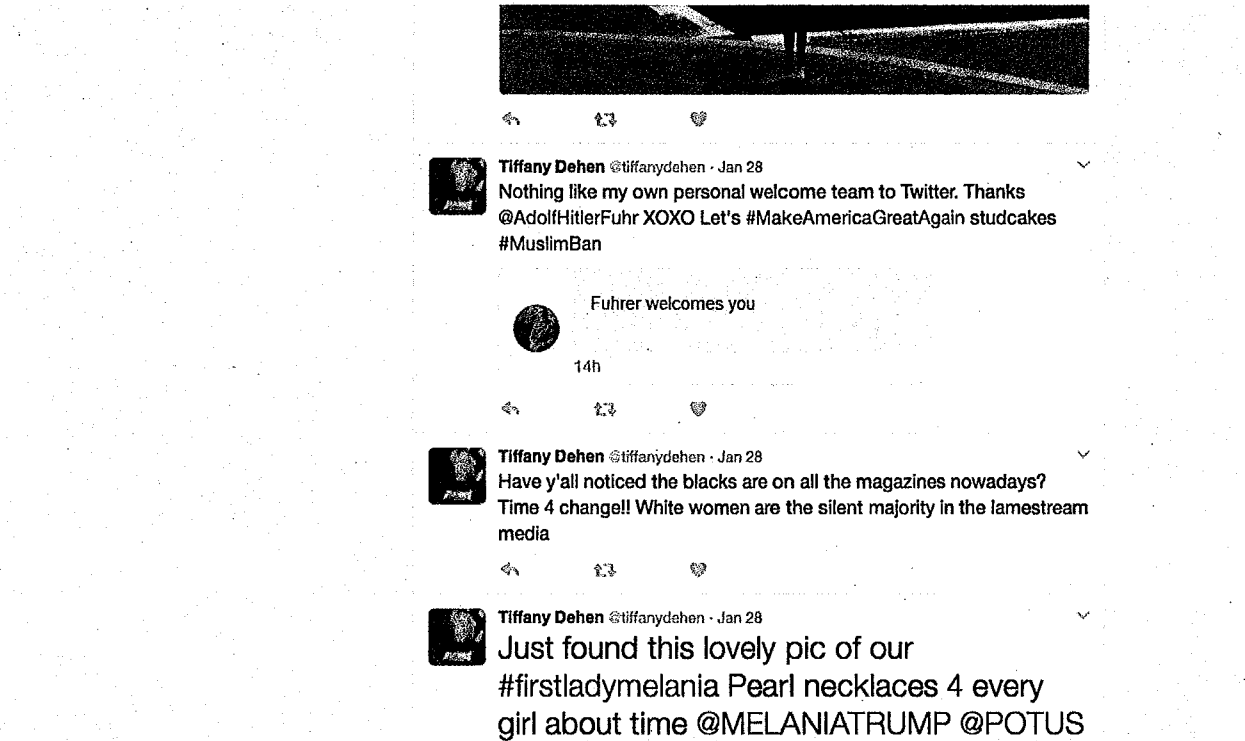 Tiffany Dehen @tiffanydehen · Jan 28
Nothing like my own personal welcome team to Twitter. Thanks
@AdolfHitlerFuhr XOXO Let's #MakeAmericaGreatAgain studcakes
#MuslimBan
Fuhrer welcomes you
14h
Tiffany Dehen @tiffanydehen · Jan 28
Have y'all noticed the blacks are on all the magazines nowadays?
Time 4 change!! White women are the silent majority in the lamestream
media
Tiffany Dehen @tiffanydehen · Jan 28
Just found this lovely pic of our
#firstladymelania Pearl necklaces 4 every
girl about time @MELANIATRUMP @POTUS